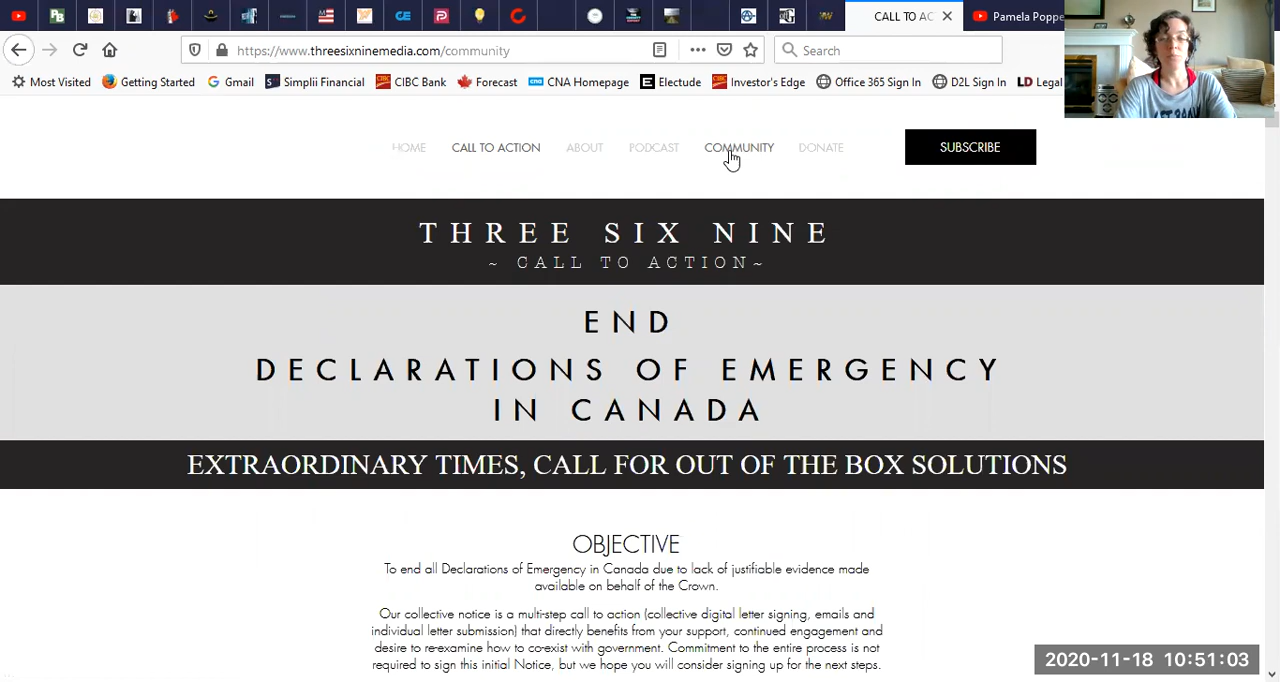 CALL TO AC
Pamela Poppe
https://www.threesixninemedia.com/community
Search
Most Visited
Getting Started
Gmail
Simplii Financial
CIBC Bank
Forecast
CNA Homepage
Electude
Investor's Edge
Office 365 Sign In
D2L Sign In
Legal
HOME
CALL TO ACTION
ABOUT
PODCAST
COMMUNITY
DONATE
SUBSCRIBE
THREE SIX NINE
~ CALL TO ACTION~
END
DECLARATIONS OF EMERGENCY
IN CANADA
EXTRAORDINARY TIMES, CALL FOR OUT OF THE BOX SOLUTIONS
OBJECTIVE
To end all Declarations of Emergency in Canada due to lack of justifiable evidence made
available on behalf of the Crown.
Our collective notice is a multi-step call to action (collective digital letter signing, emails and
individual letter submission) that directly benefits from your support, continued engagement and
desire to re-examine how to co-exist with government. Commitment to the entire process is not
required to sign this initial Notice, but we hope you will consider signing up for the next steps.
2020-11-18 10:51:03